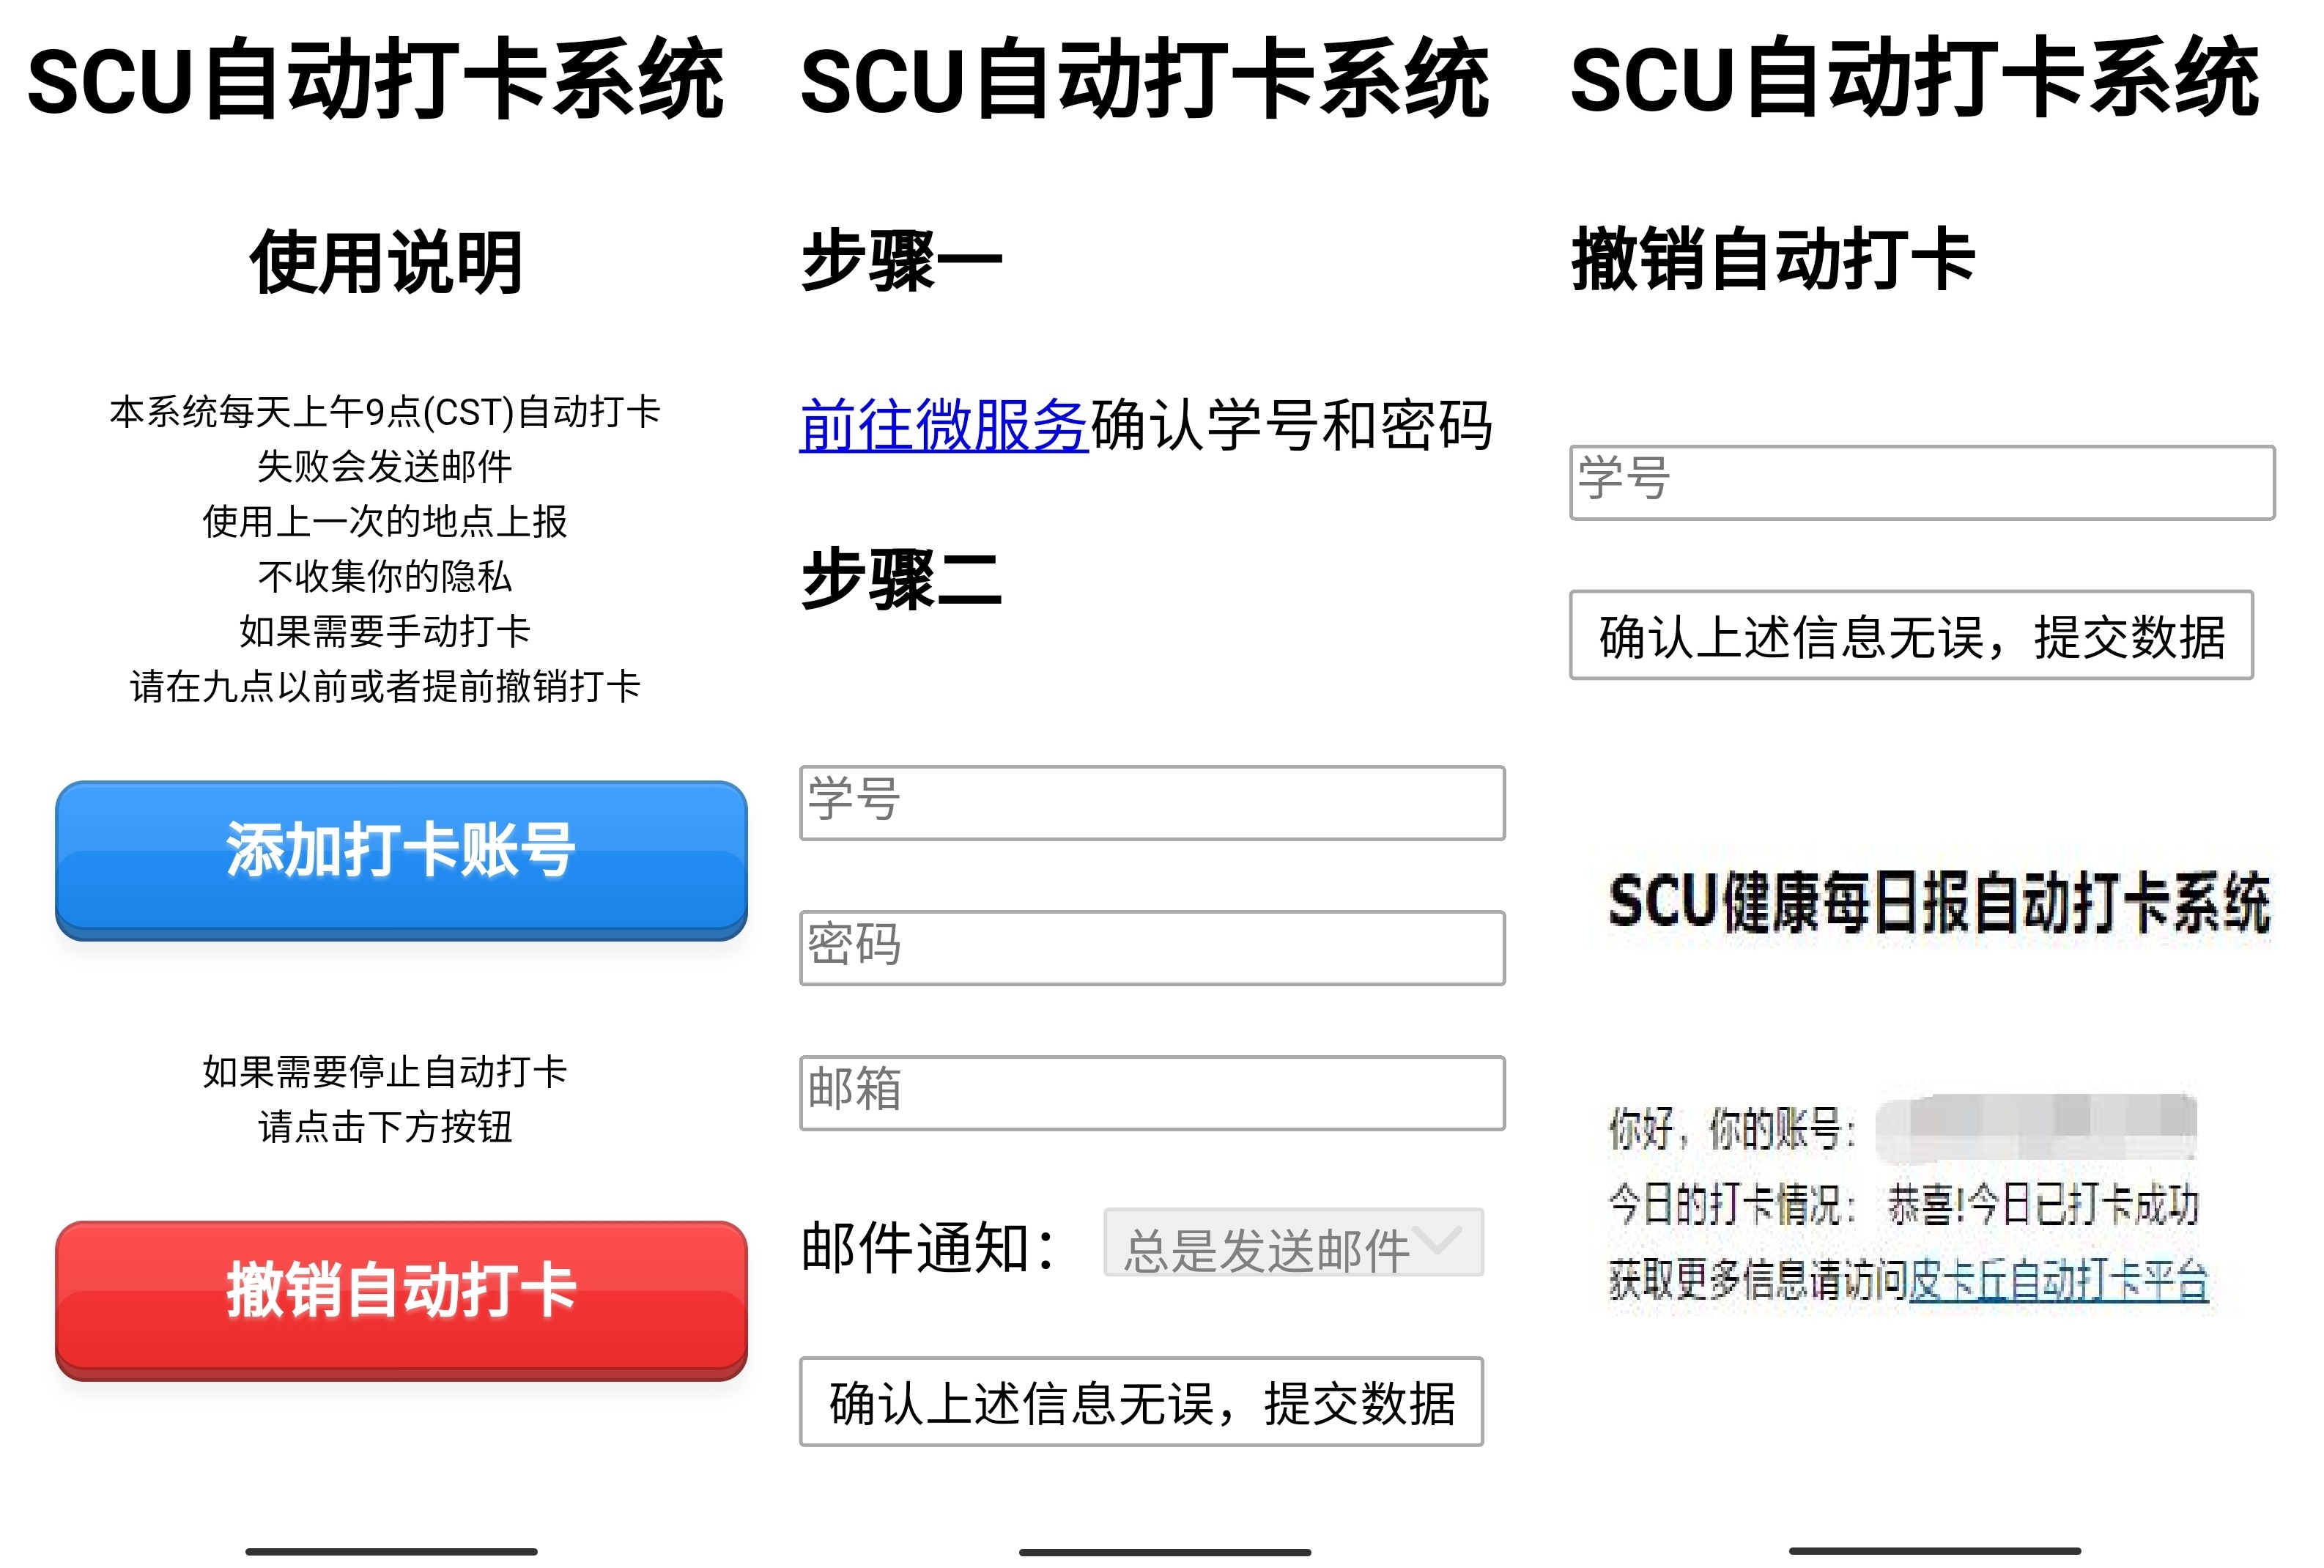 SCU自动打卡系统
使用说明
本系统每天上午9点(CST)自动打卡
失败会发送邮件
使用上一次的地点上报
不收集你的隐私
如果需要手动打卡
请在九点以前或者提前撤销打卡
添加打卡账号
如果需要停止自动打卡
请点击下方按钮
撤销自动打卡
SCU自动打卡系统
步骤一
前往微服务确认学号和密码
步骤二
学号
密码
邮箱
邮件通知：
总是发送邮件
确认上述信息无误，提交数据
SCU自动打卡系统
撤销自动打卡
学号
确认上述信息无误，提交数据
SCU健康每日报自动打卡系统
你好，你的账号：
今日的打卡情况： 恭喜!今日已打卡成功
获取更多信息请访问皮卡丘自动打卡平台